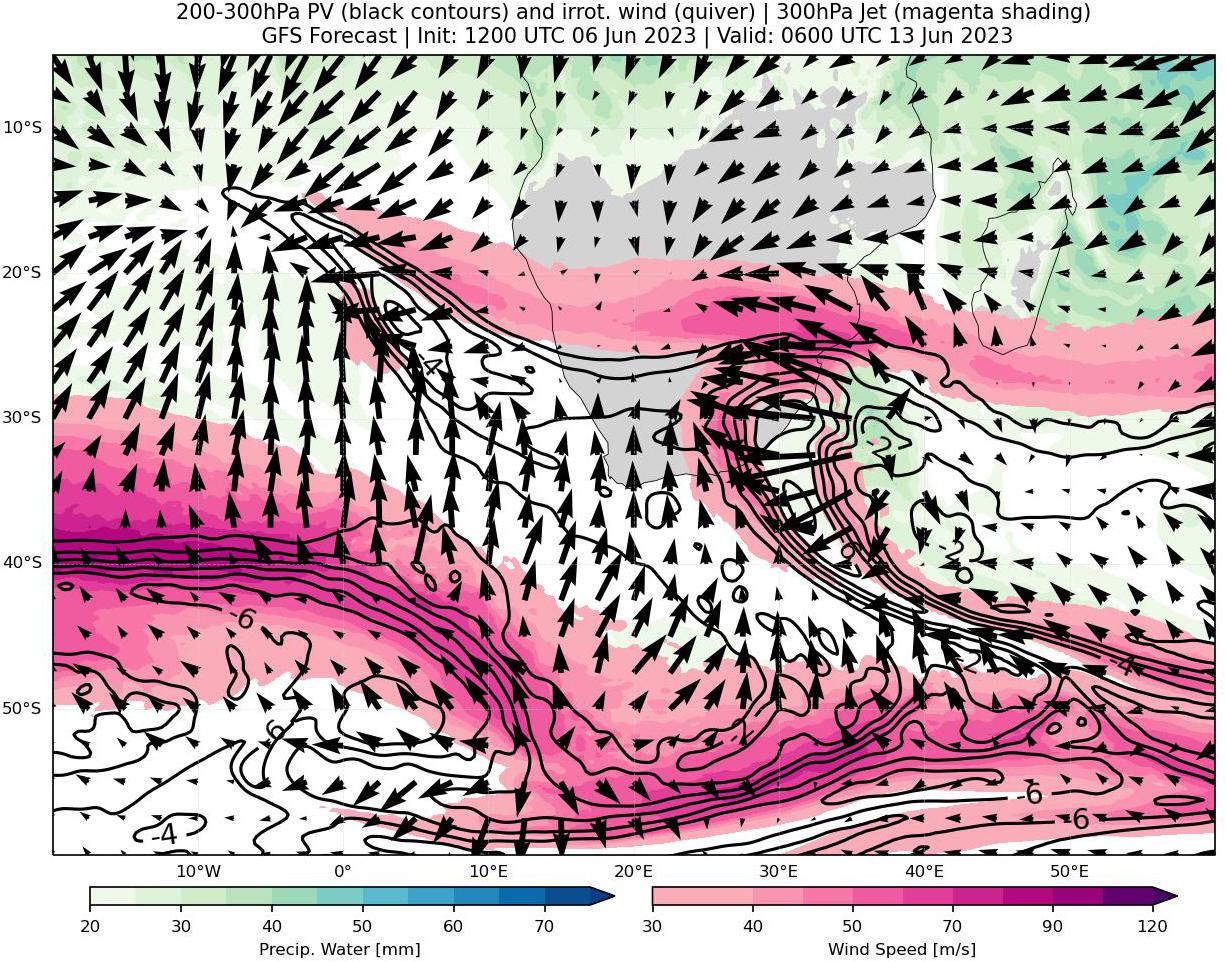 200-300hPa PV (black contours) and irrot. wind (quiver) | 300hPa Jet (magenta shading)
GFS Forecast | Init: 1200 UTC 06 Jun 2023 | Valid: 0600 UTC 13 Jun 2023
10°S
20°S
30°S
40°S
50°S
-4
-2
-6
-2
-6
-2
-4
-2
6
-6
-6
-4
10°W 0° 10°E 20°E 30°E 40°E 50°E
20 30 40 50 60 70
Precip. Water [mm]
30 40 50 70 90 120
Wind Speed [m/s]